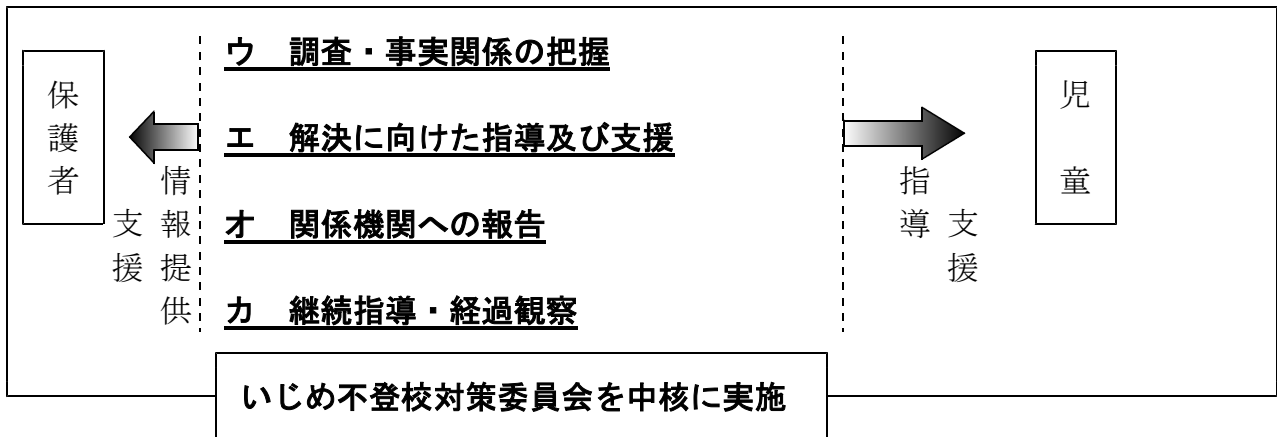 保護者
情報提供
支援
ウ　調査・事実関係の把握
エ　解決に向けた指導及び支援
オ　関係機関への報告
カ　継続指導・経過観察
指導
支援
児童
いじめ不登校対策委員会を中核に実施